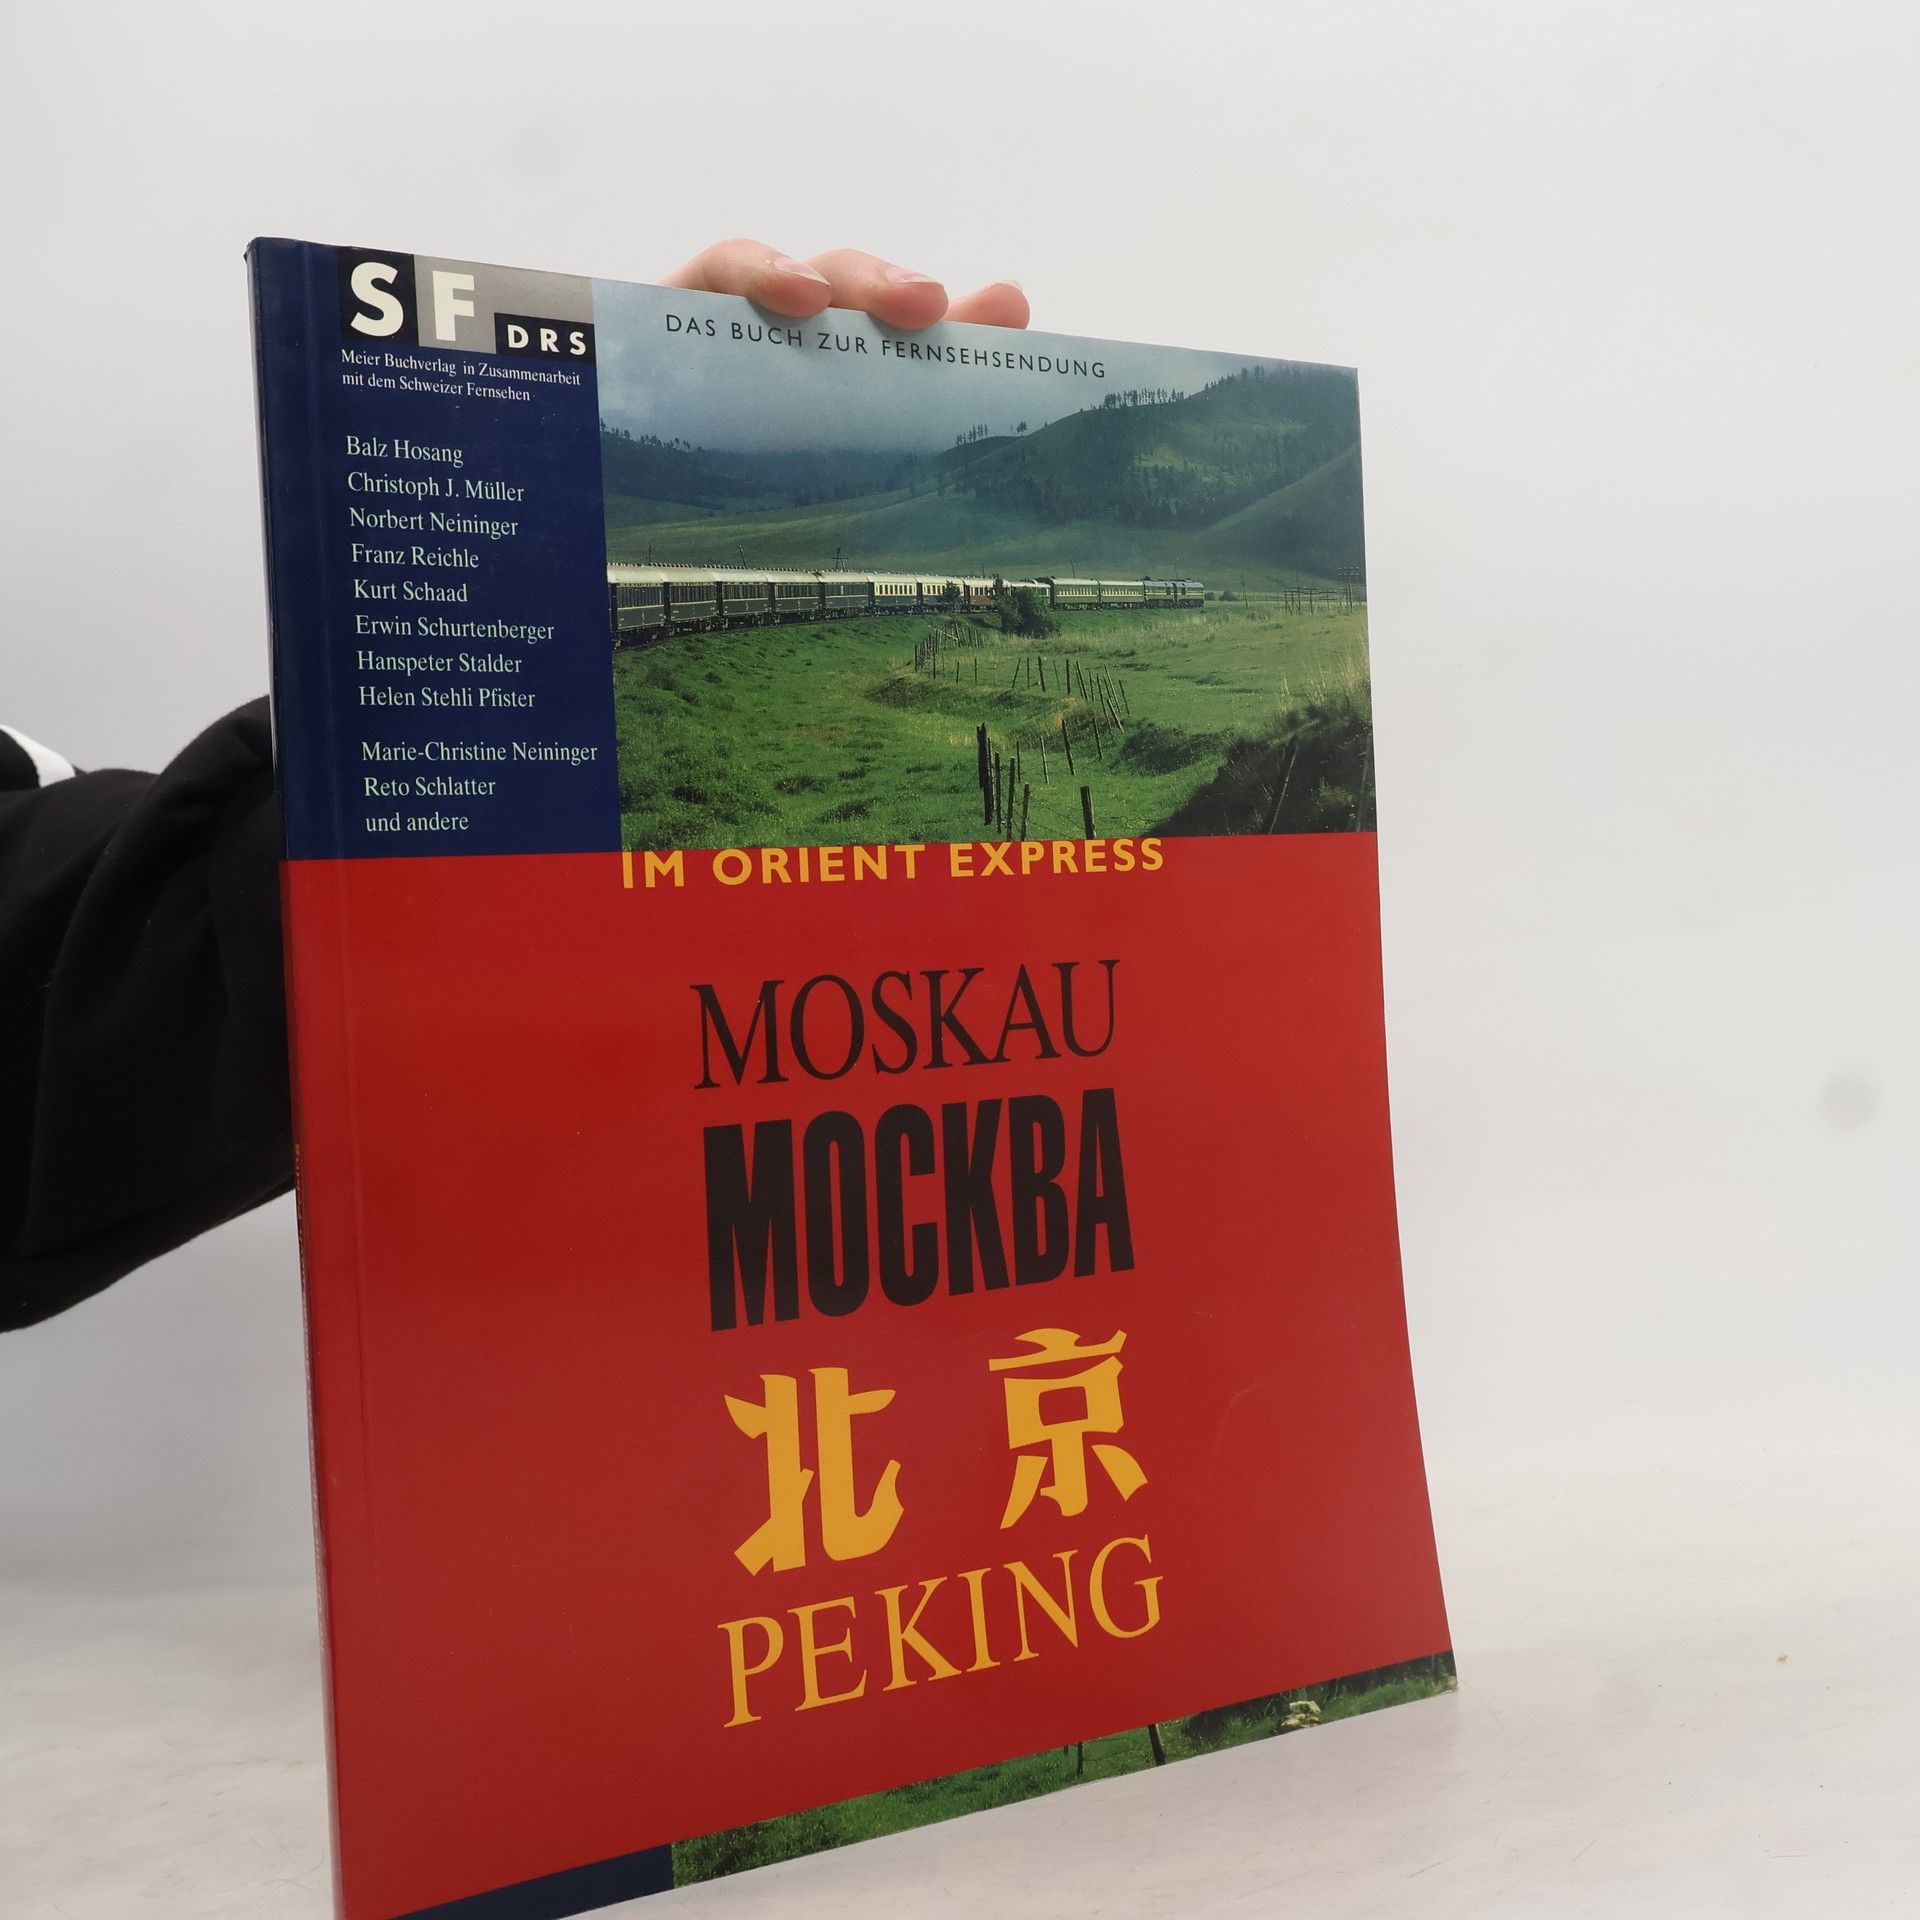 SF DRS
Meier Buchverlag in Zusammenarbeit
mit dem Schweizer Fernsehen
DAS BUCH ZUR FERNSEHSENDUNG
Balz Hosang
Christoph J. Müller
Norbert Neininger
Franz Reichle
Kurt Schaad
Erwin Schurtenberger
Hanspeter Stalder
Helen Stehli Pfister
Marie-Christine Neininger
Reto Schlatter
und andere
IM ORIENT EXPRESS
MOSKAU
МОСКВА
北京
PEKING